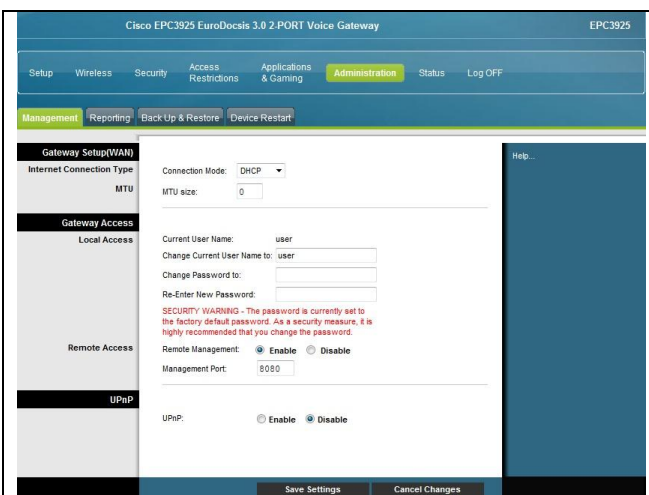 Cisco EPC3925 EuroDocsis 3.0 2-PORT Voice Gateway
EPC3925
Setup
Wireless
Security
Access Restrictions
Applications & Gaming
Administration
Status
Log OFF
Management
Reporting
Back Up & Restore
Device Restart
Gateway Setup(WAN)
Internet Connection Type
Connection Mode: DHCP
MTU
MTU size: 0
Help...
Gateway Access
Local Access
Current User Name: user
Change Current User Name to: user
Change Password to:
Re-Enter New Password:
SECURITY WARNING - The password is currently set to
the factory default password. As a security measure, it is
highly recommended that you change the password.
Remote Access
Remote Management: Enable Disable
Management Port: 8080
UPnP
UPnP: Enable Disable
Save Settings
Cancel Changes